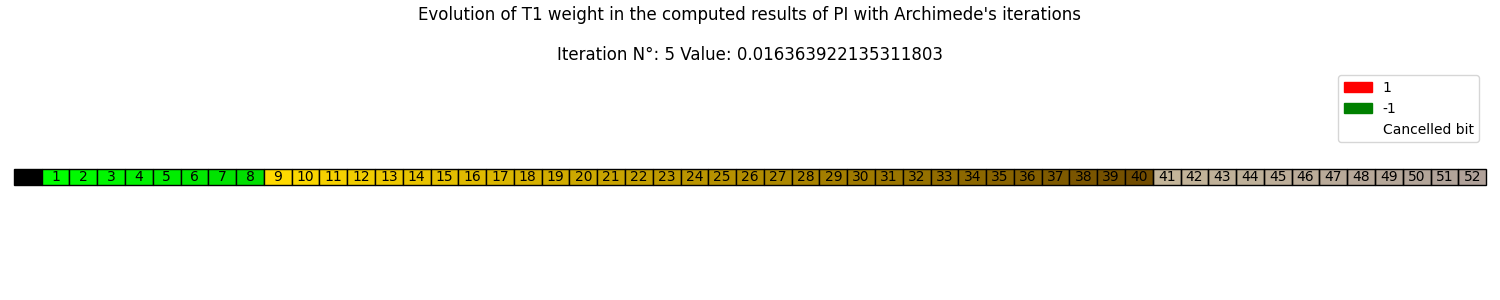 Evolution of T1 weight in the computed results of PI with Archimede's iterations
Iteration N°: 5 Value: 0.016363922135311803
1
-1
Cancelled bit
1 2 3 4 5 6 7 8 9 10 11 12 13 14 15 16 17 18 19 20 21 22 23 24 25 26 27 28 29 30 31 32 33 34 35 36 37 38 39 40 41 42 43 44 45 46 47 48 49 50 51 52